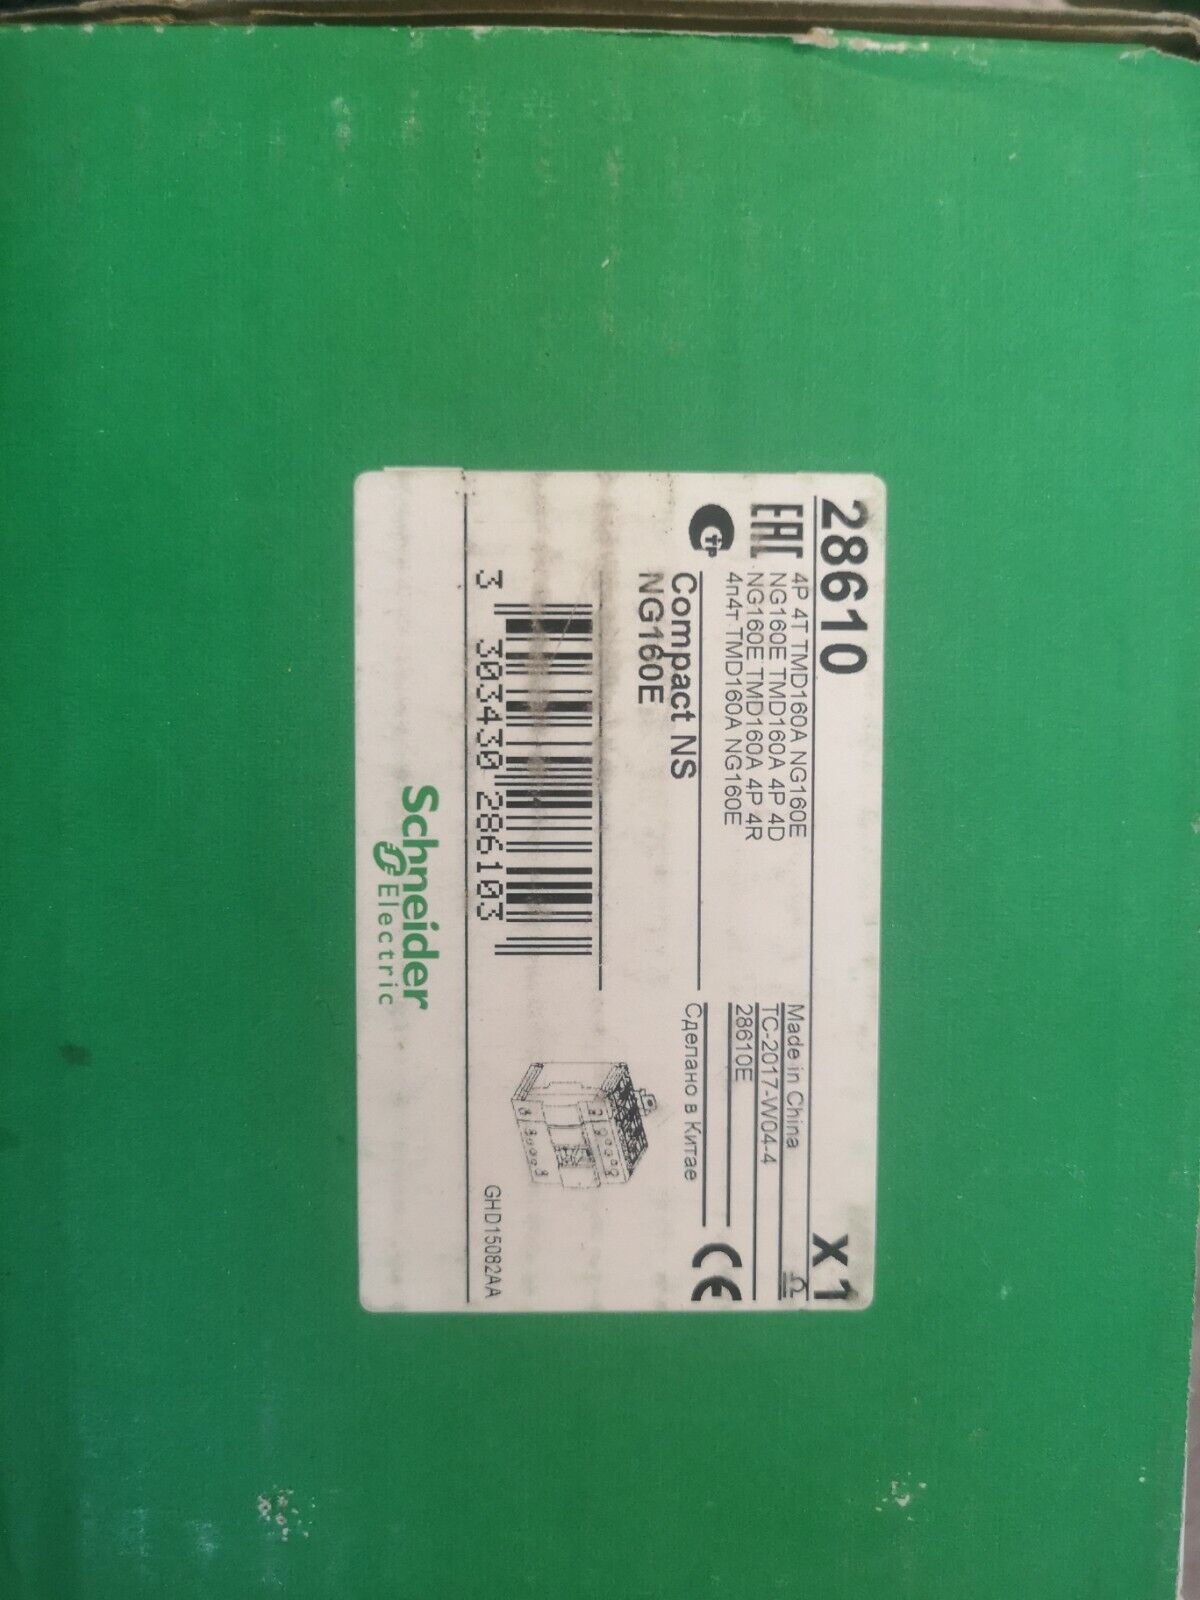 28610
X1
EAC
4P 4T TMD160A NG160E
NG160E TMD160A 4P 4D
NG160E TMD160A 4P 4R
4п4т TMD160A NG160E
Made in China
TC-2017-W04-4
28610E
CE
Compact NS
NG160E
Сделано в Китае
3 303430 286103
GHD15082AA
Schneider
Electric